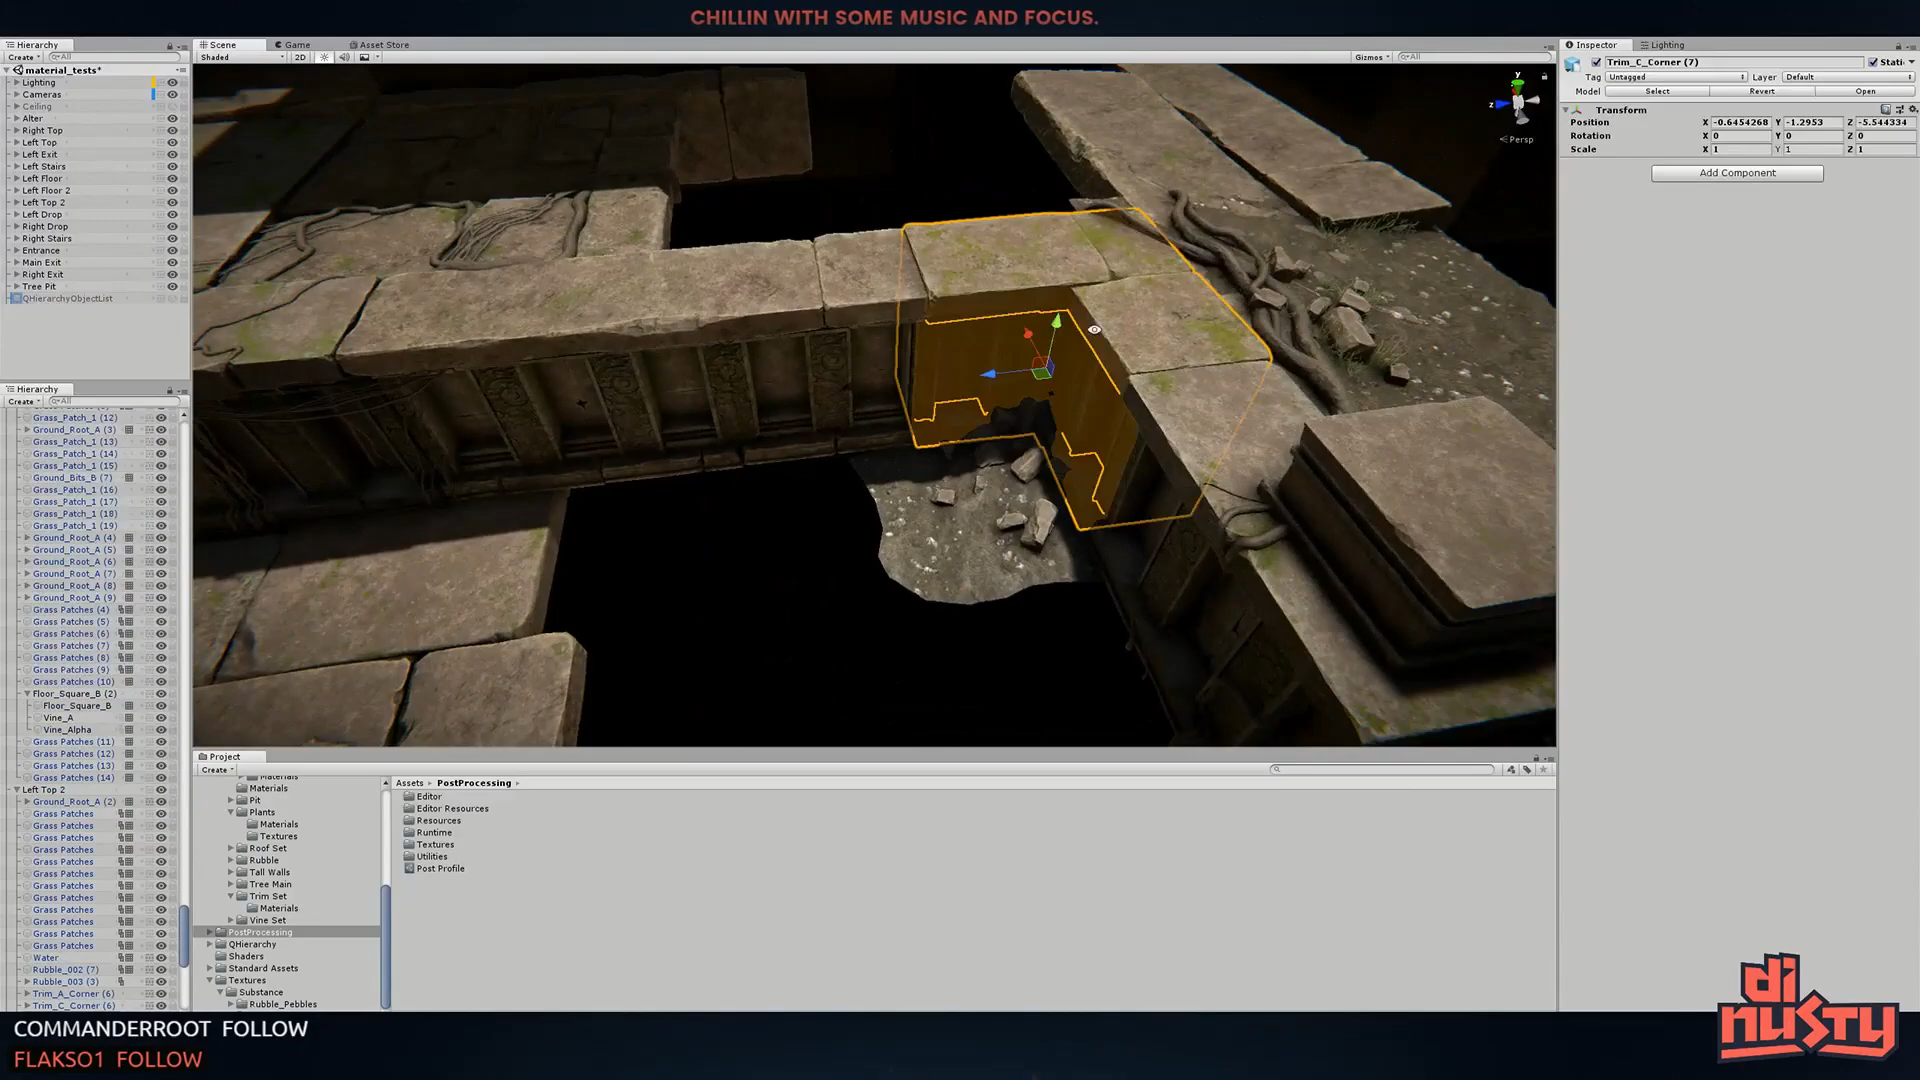 CHILLIN WITH SOME MUSIC AND FOCUS.
Hierarchy
Create
All
material_tests*
Lighting
Cameras
Ceiling
Alter
Right Top
Left Top
Left Exit
Left Stairs
Left Floor
Left Floor 2
Left Top 2
Left Drop
Right Drop
Right Stairs
Entrance
Main Exit
Right Exit
Tree Pit
QHierarchyObjectList
Hierarchy
Create
All
Grass_Patch_1 (12)
Ground_Root_A (3)
Grass_Patch_1 (13)
Grass_Patch_1 (14)
Grass_Patch_1 (15)
Ground_Bits_B (7)
Grass_Patch_1 (16)
Grass_Patch_1 (17)
Grass_Patch_1 (18)
Grass_Patch_1 (19)
Ground_Root_A (4)
Ground_Root_A (5)
Ground_Root_A (6)
Ground_Root_A (7)
Ground_Root_A (8)
Ground_Root_A (9)
Grass Patches (4)
Grass Patches (5)
Grass Patches (6)
Grass Patches (7)
Grass Patches (8)
Grass Patches (9)
Grass Patches (10)
Floor_Square_B (2)
Floor_Square_B
Vine_A
Vine_Alpha
Grass Patches (11)
Grass Patches (12)
Grass Patches (13)
Grass Patches (14)
Left Top 2
Ground_Root_A (2)
Grass Patches
Grass Patches
Grass Patches
Grass Patches
Grass Patches
Grass Patches
Grass Patches
Grass Patches
Grass Patches
Grass Patches
Grass Patches
Grass Patches
Water
Rubble_002 (7)
Rubble_003 (3)
Trim_A_Corner (6)
Trim_C_Corner (6)
Scene
Game
Asset Store
Shaded
2D
Gizmos
All
y
z
Persp
Project
Create
Materials
Materials
Pit
Plants
Materials
Textures
Roof Set
Rubble
Tall Walls
Tree Main
Trim Set
Materials
Vine Set
PostProcessing
QHierarchy
Shaders
Standard Assets
Textures
Substance
Rubble_Pebbles
Assets
PostProcessing
Editor
Editor Resources
Resources
Runtime
Textures
Utilities
Post Profile
Inspector
Lighting
Trim_C_Corner (7)
Stati
Tag Untagged Layer Default
Model Select Revert Open
Transform
Position X -0.6454268 Y -1.2953 Z -5.544334
Rotation X 0 Y 0 Z 0
Scale X 1 Y 1 Z 1
Add Component
COMMANDERROOT FOLLOW
FLAKSO1 FOLLOW
di
nusty